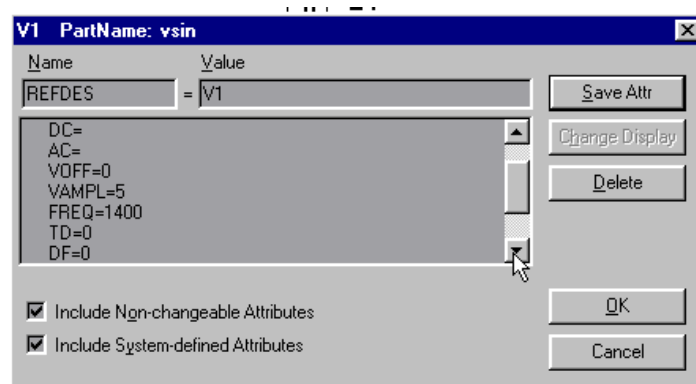 V1 PartName: vsin
Name Value
REFDES = V1
Save Attr
DC=
AC=
VOFF=0
VAMPL=5
FREQ=1400
TD=0
DF=0
Change Display
Delete
Include Non-changeable Attributes
Include System-defined Attributes
OK
Cancel